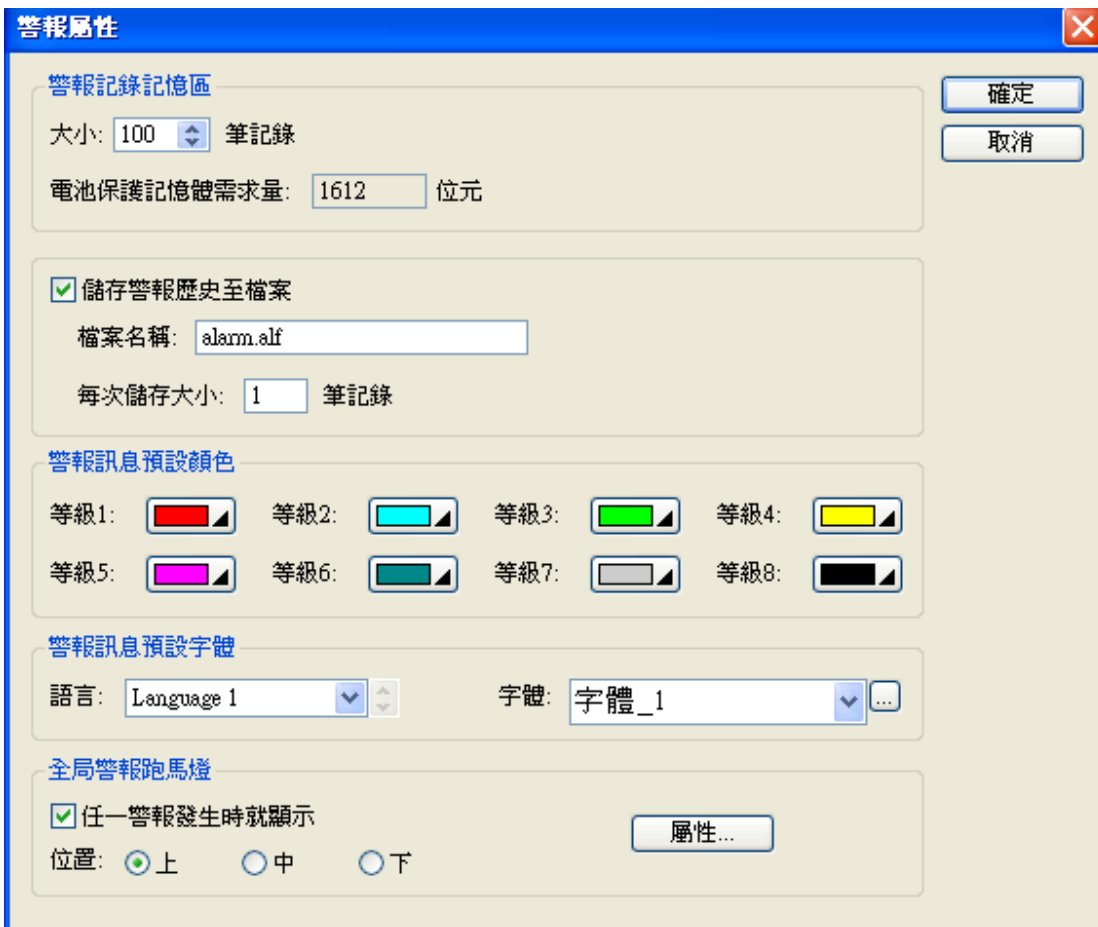 警報屬性
警報記錄記憶區
大小: 100 筆記錄
確定
取消
電池保護記憶體需求量: 1612 位元
儲存警報歷史至檔案
檔案名稱: alarm.alf
每次儲存大小: 1 筆記錄
警報訊息預設顏色
等級1: 等級2: 等級3: 等級4:
等級5: 等級6: 等級7: 等級8:
警報訊息預設字體
語言: Language 1 字體: 字體_1 ...
全局警報跑馬燈
任一警報發生時就顯示
屬性...
位置: 上 中 下